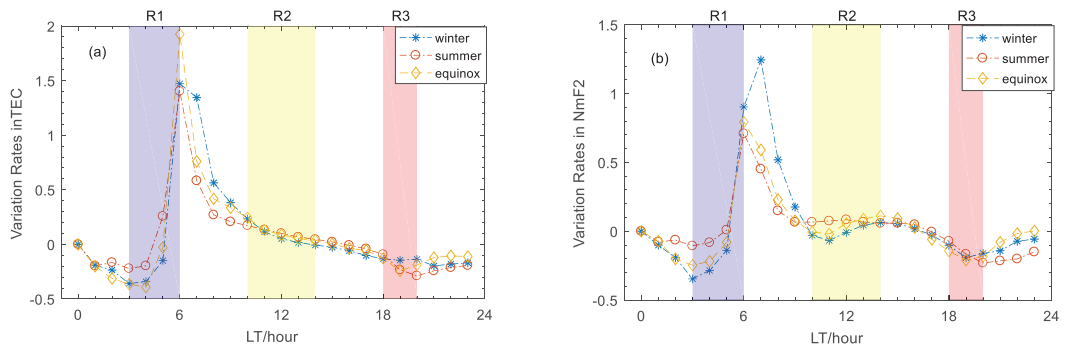 R1 R2 R3
(a)
winter
summer
equinox
2
1.5
1
0.5
0
-0.5
Variation Rates inTEC
0 6 12 18 24
LT/hour
R1 R2 R3
(b)
winter
summer
equinox
1.5
1
0.5
0
-0.5
Variation Rates in NmF2
0 6 12 18 24
LT/hour